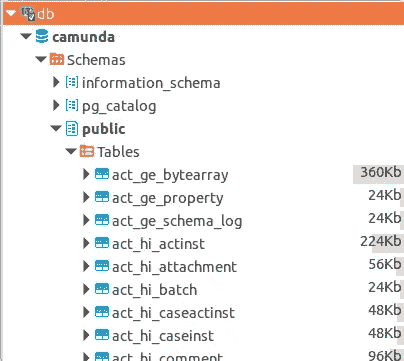 db
camunda
Schemas
information_schema
pg_catalog
public
Tables
act_ge_bytearray 360Kb
act_ge_property 24Kb
act_ge_schema_log 24Kb
act_hi_actinst 224Kb
act_hi_attachment 56Kb
act_hi_batch 24Kb
act_hi_caseactinst 48Kb
act_hi_caseinst 48Kb
act_hi_comment 96Kb